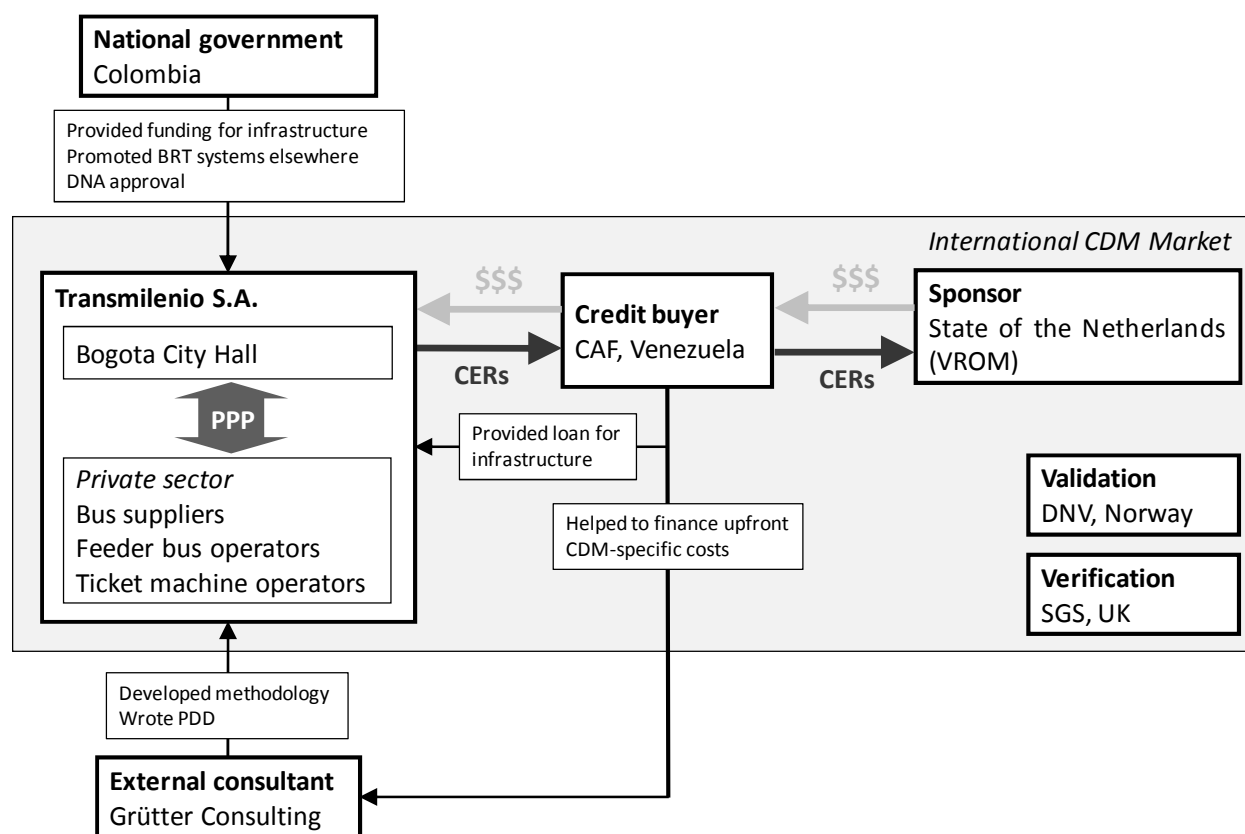 National government
Colombia
Provided funding for infrastructure
Promoted BRT systems elsewhere
DNA approval
International CDM Market
Transmilenio S.A.
Bogota City Hall
PPP
Private sector
Bus suppliers
Feeder bus operators
Ticket machine operators
$$$
CERs
Credit buyer
CAF, Venezuela
$$$
CERs
Sponsor
State of the Netherlands
(VROM)
Provided loan for
infrastructure
Helped to finance upfront
CDM-specific costs
Validation
DNV, Norway
Verification
SGS, UK
Developed methodology
Wrote PDD
External consultant
Grütter Consulting